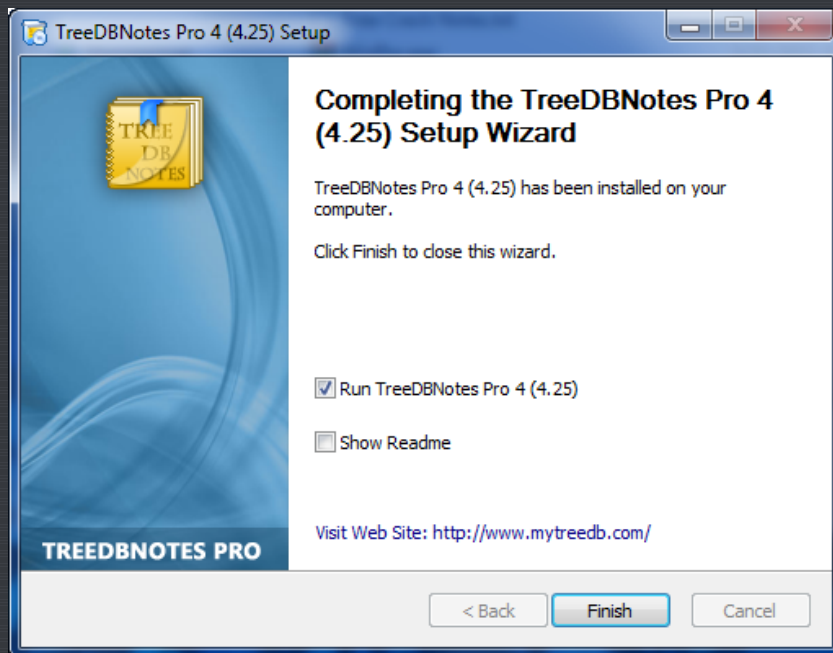 TreeDBNotes Pro 4 (4.25) Setup
TREE
DB
NOTES
Completing the TreeDBNotes Pro 4
(4.25) Setup Wizard
TreeDBNotes Pro 4 (4.25) has been installed on your
computer.
Click Finish to close this wizard.
Run TreeDBNotes Pro 4 (4.25)
Show Readme
Visit Web Site: http://www.mytreedb.com/
TREEDBNOTES PRO
< Back
Finish
Cancel